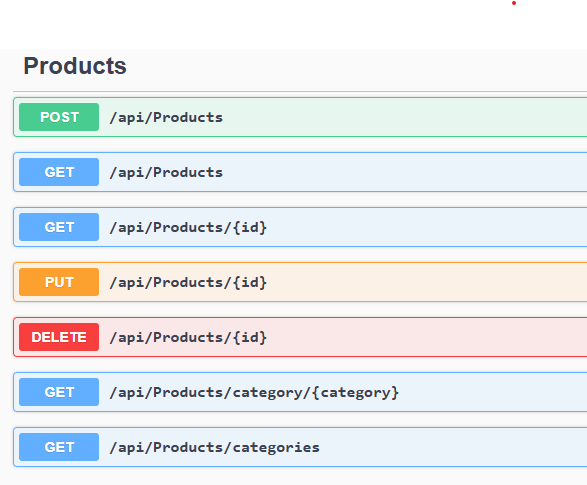 Products
POST /api/Products
GET /api/Products
GET /api/Products/{id}
PUT /api/Products/{id}
DELETE /api/Products/{id}
GET /api/Products/category/{category}
GET /api/Products/categories